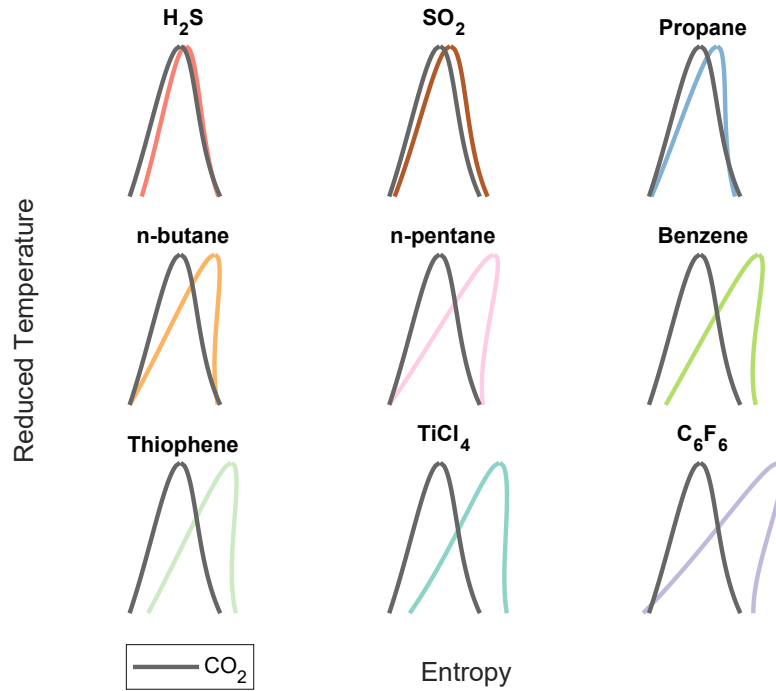 H₂S
SO₂
Propane
n-butane
n-pentane
Benzene
Thiophene
TiCl₄
C₆F₆
Reduced Temperature
CO₂
Entropy